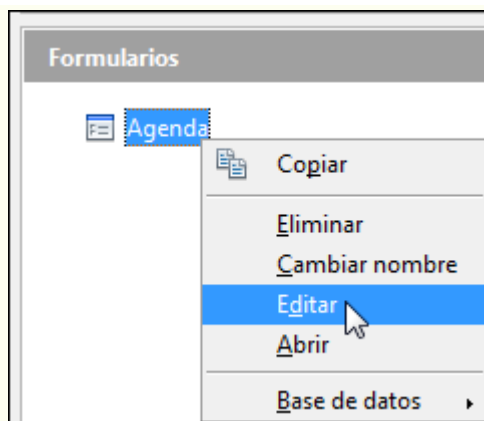 Formularios
Agenda
Copiar
Eliminar
Cambiar nombre
Editar
Abrir
Base de datos